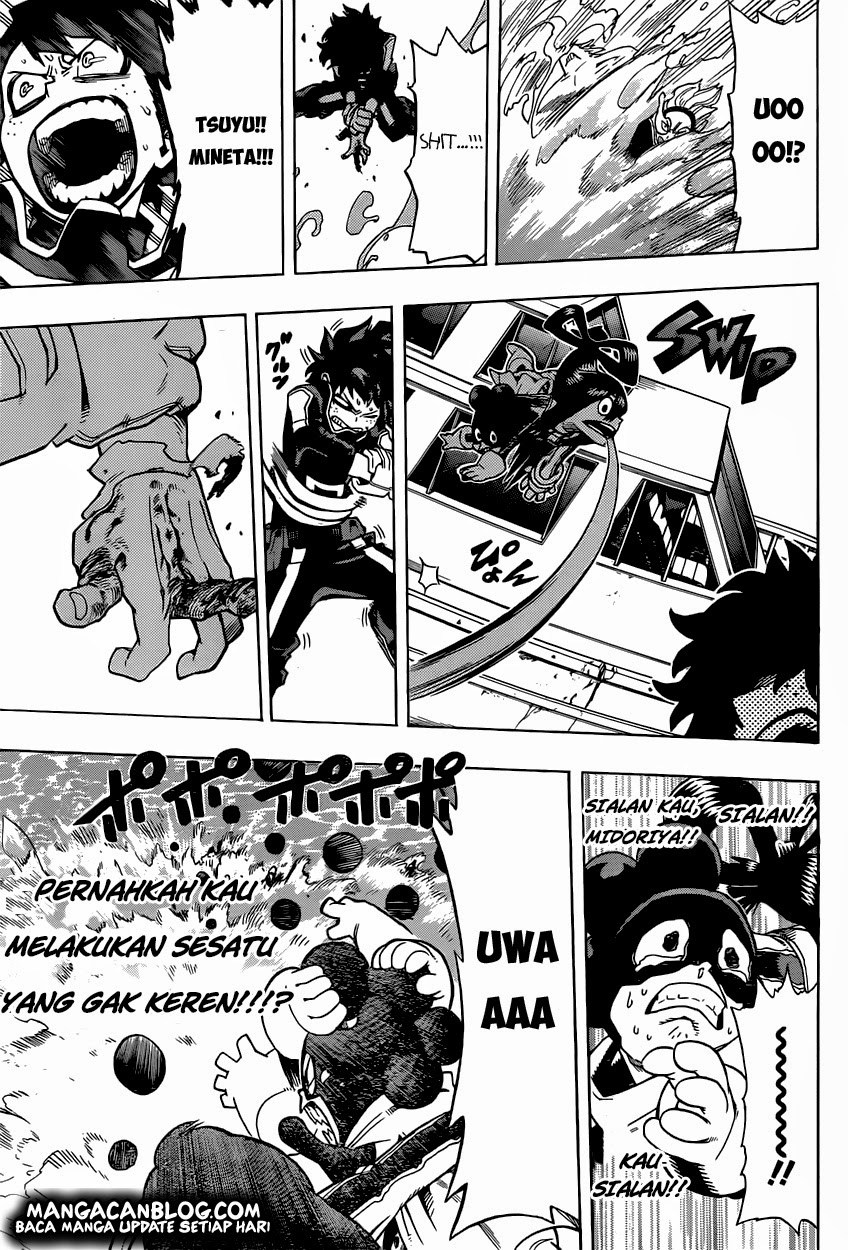 UOO
OO!?
SHIT...!!!
TSUYU!!
MINETA!!!
SWIP
ぴょん
グルン
SIALAN!!
SIALAN KAU,
MIDORIYA!!
!!
KAU
SIALAN!!
UWA
AAA
ポポポポポ
PERNAHKAH KAU
MELAKUKAN SESATU
YANG GAK KEREN!!!?
MANGACANBLOG.COM
BACA MANGA UPDATE SETIAP HARI